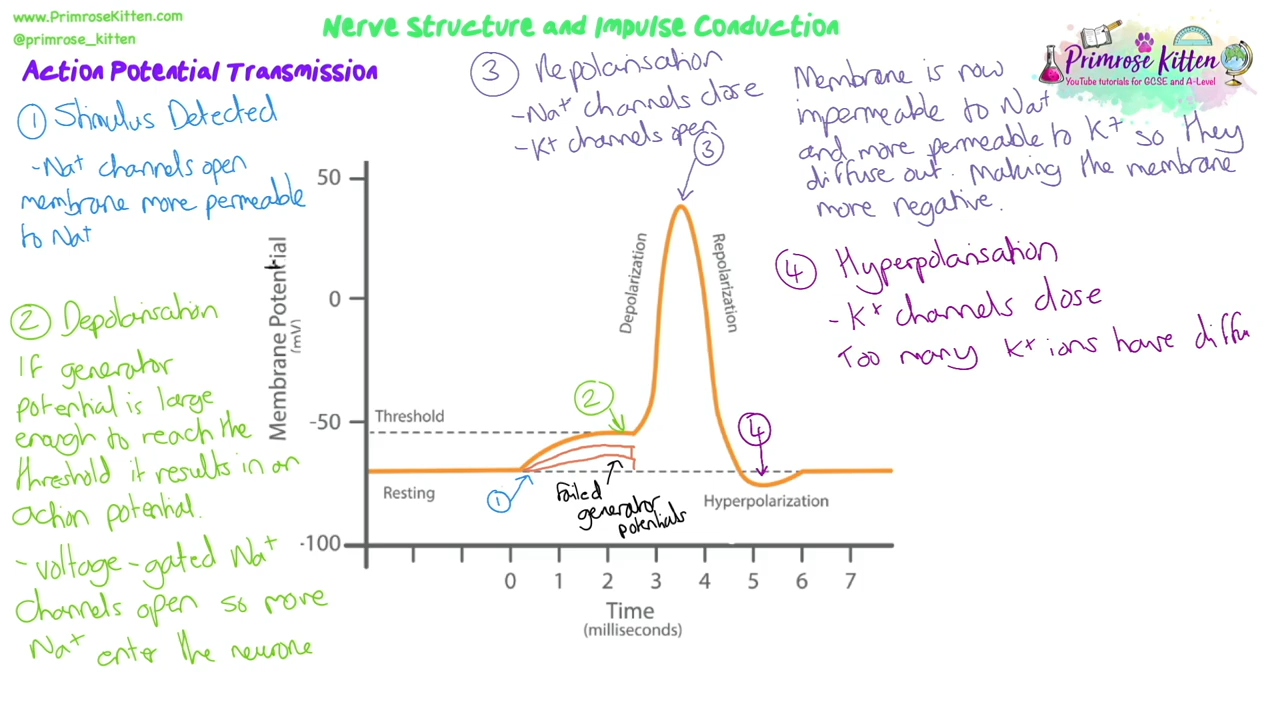 www.PrimroseKitten.com
@primrose_kitten
Nerve Structure and Impulse Conduction
Primrose Kitten
YouTube tutorials for GCSE and A-Level
Action Potential Transmission
1 Stimulus Detected
-Na+ channels open
membrane more permeable
to Na+
2 Depolarisation
If generator
potential is large
enough to reach the
threshold it results in an
action potential.
- voltage-gated Na+
channels open so more
Na+ enter the neurone
3 Repolarisation
-Na+ channels close
-K+ channels open
Membrane is now
impermeable to Na+
and more permeable to K+ so they
diffuse out. Making the membrane
more negative.
4 Hyperpolarisation
-K+ channels close
Too many K+ ions have diffu
Membrane Potential
(mV)
50
0
-50
-100
Threshold
Resting
Depolarization
Repolarization
Hyperpolarization
1
2
3
4
Failed
generator
potentials
0 1 2 3 4 5 6 7
Time
(milliseconds)